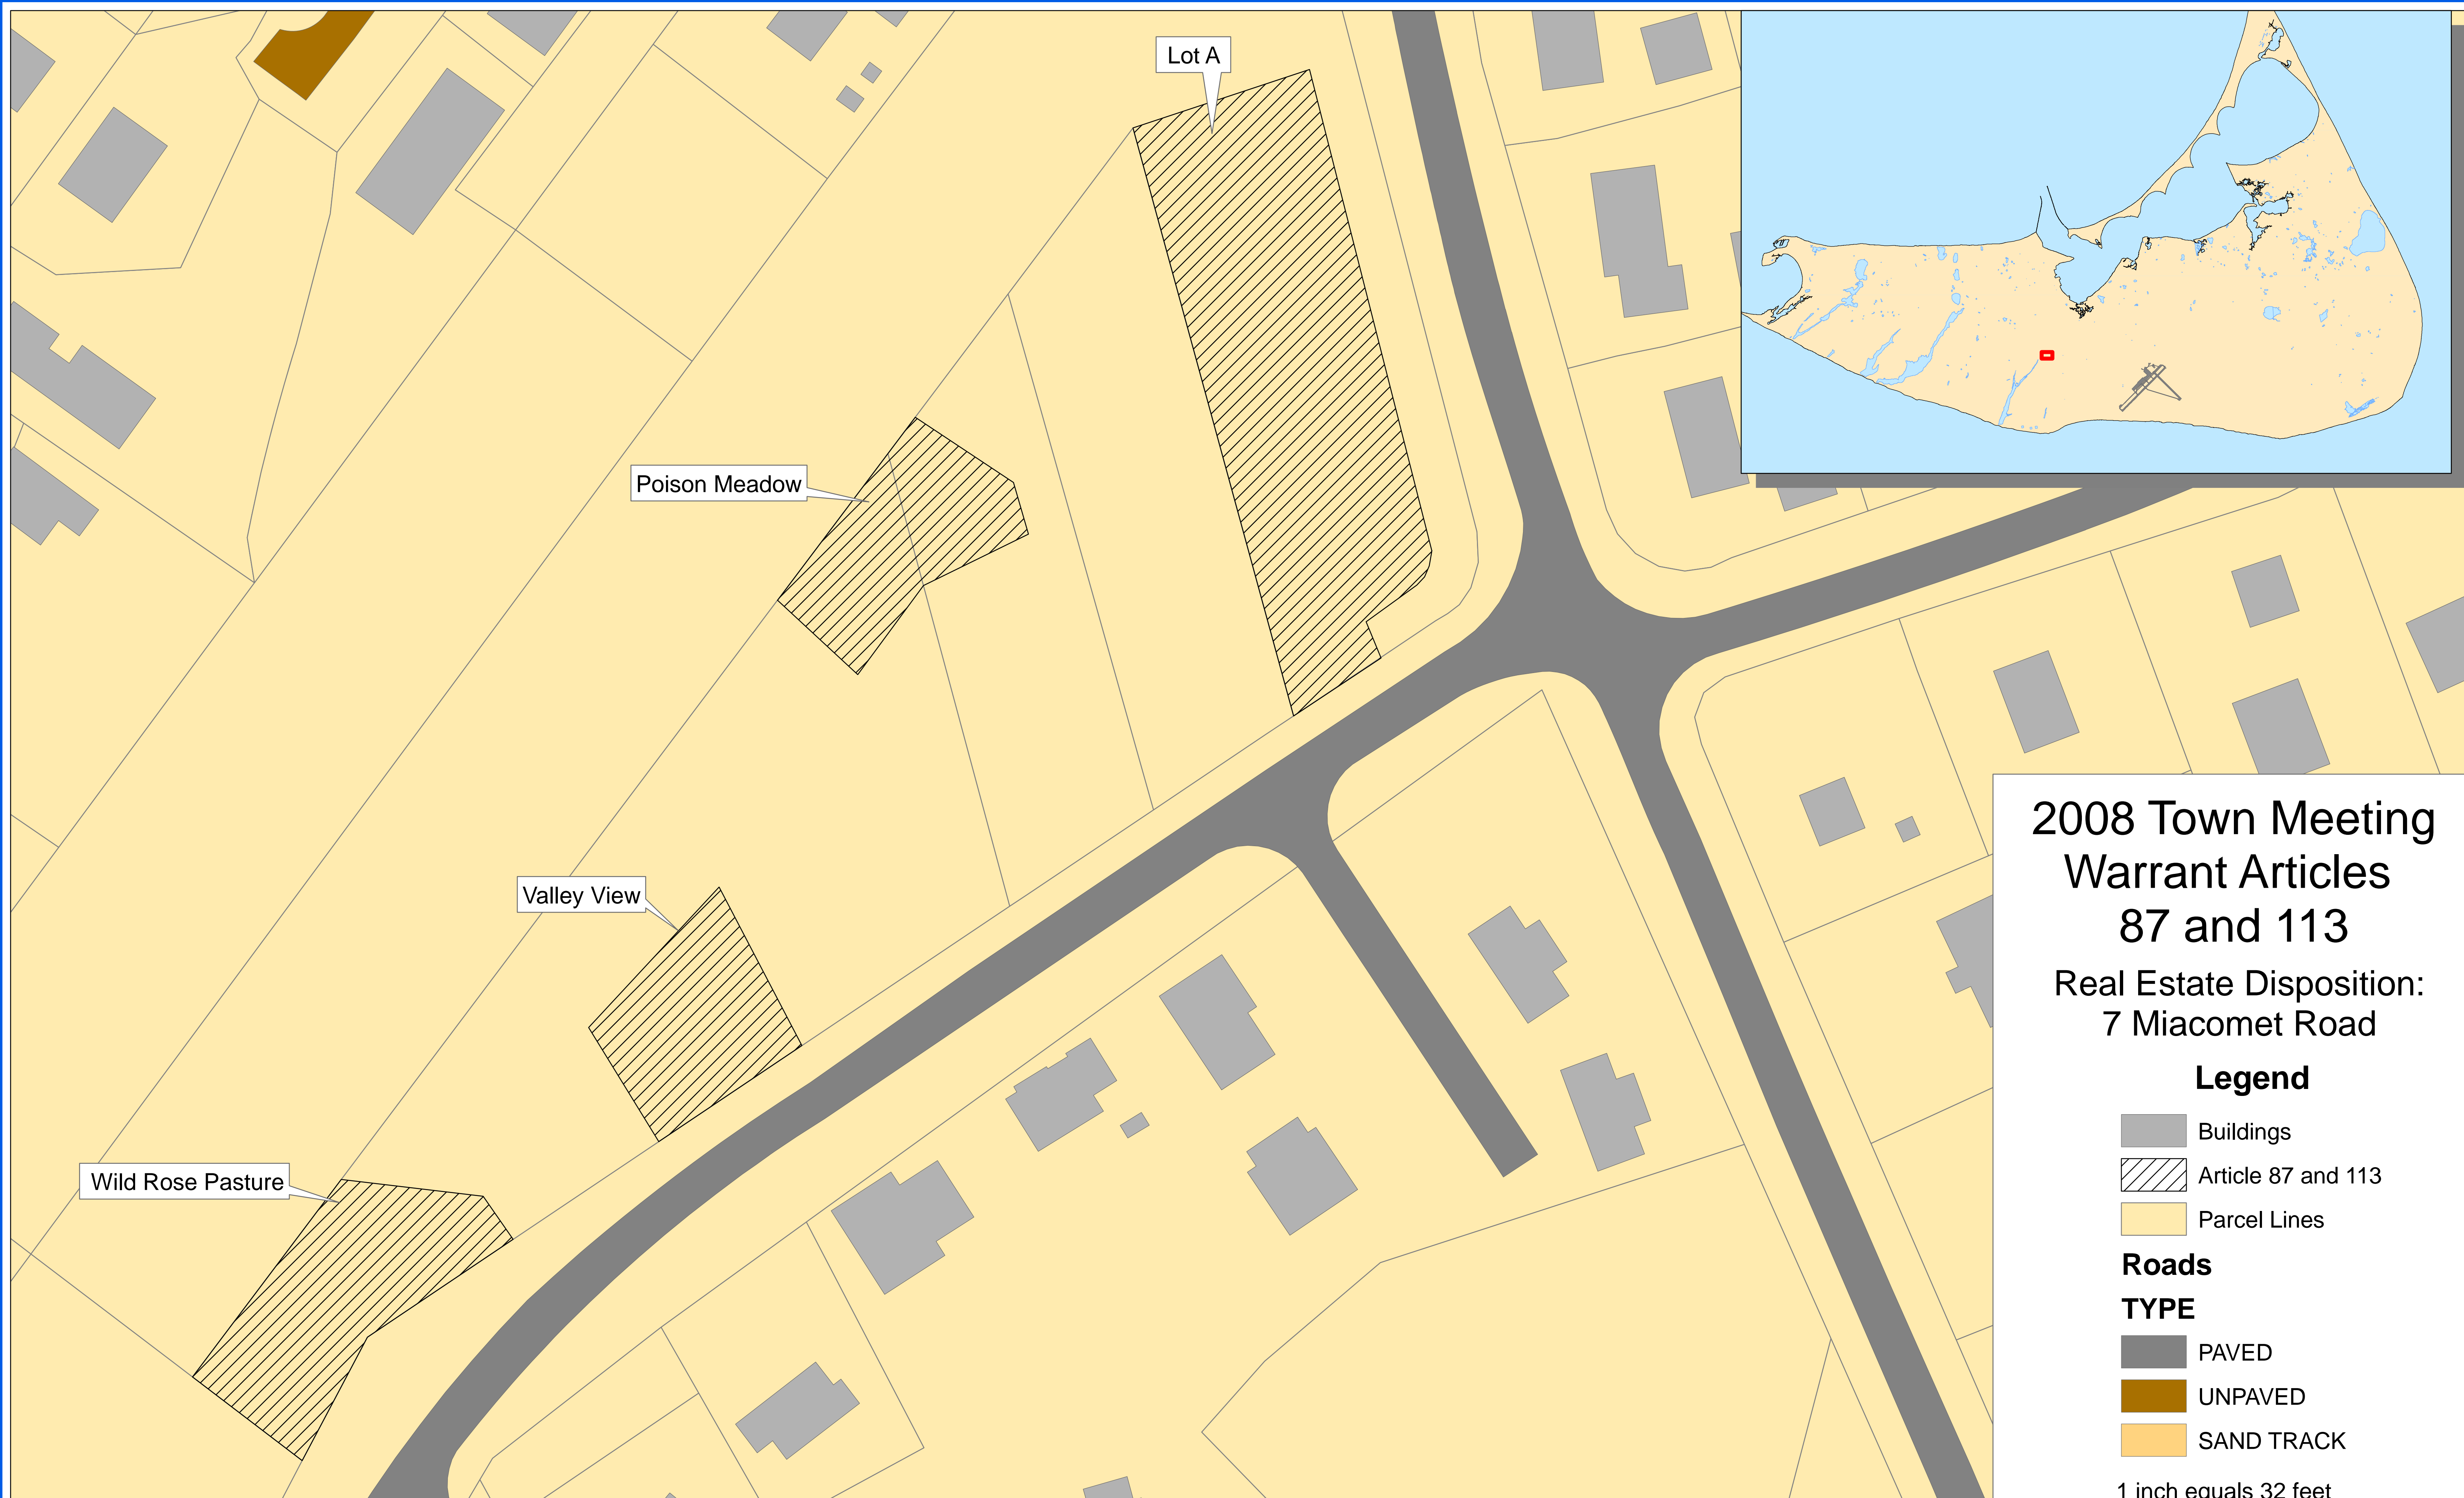 Lot A
Poison Meadow
Valley View
Wild Rose Pasture
2008 Town Meeting
Warrant Articles
87 and 113
Real Estate Disposition:
7 Miacomet Road
Legend
Buildings
Article 87 and 113
Parcel Lines
Roads
TYPE
PAVED
UNPAVED
SAND TRACK
1 inch equals 32 feet